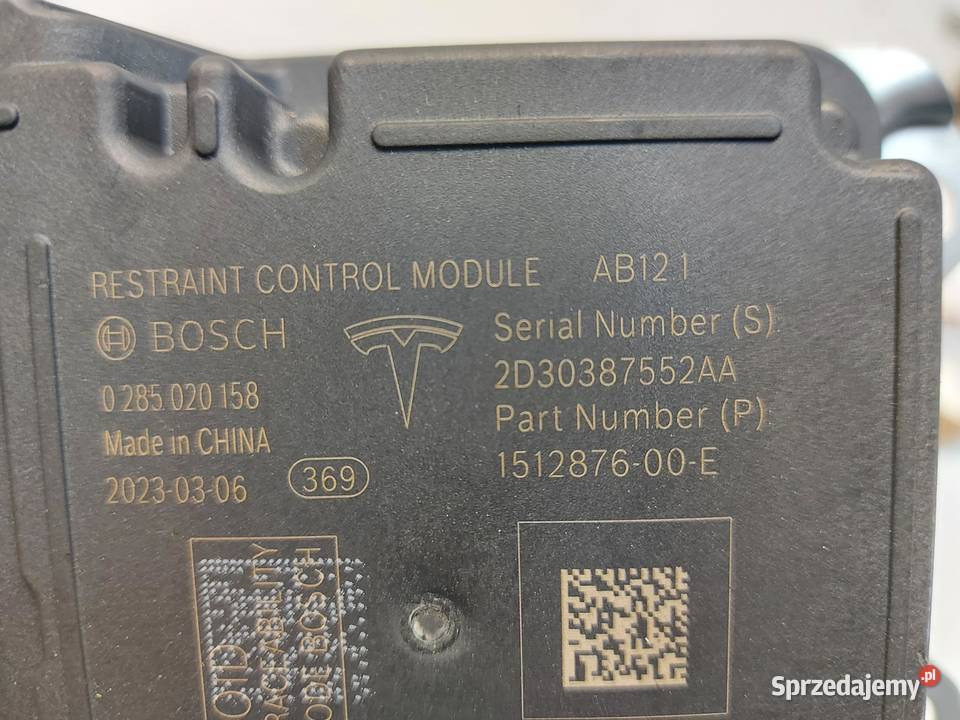 RESTRAINT CONTROL MODULE AB12 I
BOSCH
0 285 020 158
Made in CHINA
2023-03-06
369
Serial Number (S)
2D30387552AA
Part Number (P)
1512876-00-E
BOSCH
Sprzedajemy.pl